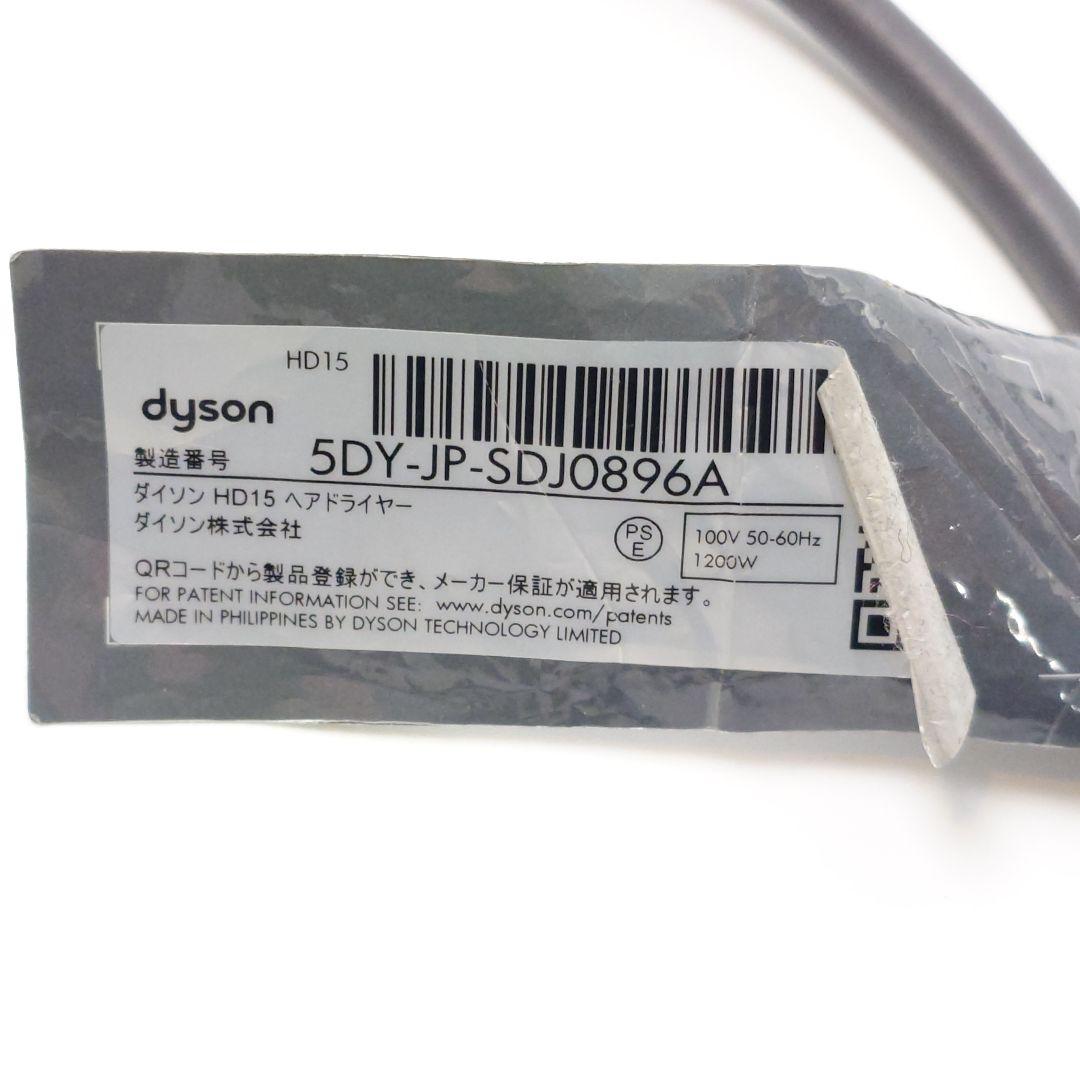 HD15
dyson
製造番号 5DY-JP-SDJ0896A
ダイソン HD15 ヘアドライヤー
ダイソン株式会社
PS
E
100V 50-60Hz
1200W
QRコードから製品登録ができ、メーカー保証が適用されます。
FOR PATENT INFORMATION SEE: www.dyson.com/patents
MADE IN PHILIPPINES BY DYSON TECHNOLOGY LIMITED